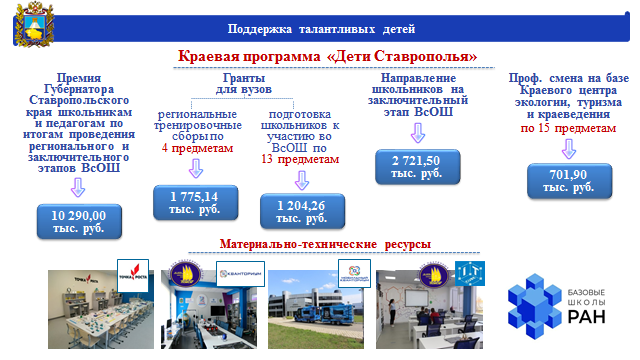 Поддержка талантливых детей
Краевая программа «Дети Ставрополья»
Премия
Губернатора
Ставропольского
края школьникам
и педагогам по
итогам проведения
регионального и
заключительного
этапов ВсОШ
10 290,00
тыс. руб.
Гранты
для вузов
региональные
тренировочные
сборы по
4 предметам
1 775,14
тыс. руб.
подготовка
школьников к
участию во
ВсОШ по
13 предметам
1 204,26
тыс. руб.
Направление
школьников на
заключительный
этап ВсОШ
2 721,50
тыс. руб.
Проф. смена на базе
Краевого центра
экологии, туризма
и краеведения
по 15 предметам
701,90
тыс. руб.
Материально-технические ресурсы
ТОЧКА РОСТА
КВАНТОРИУМ
БАЗОВЫЕ
ШКОЛЫ
РАН